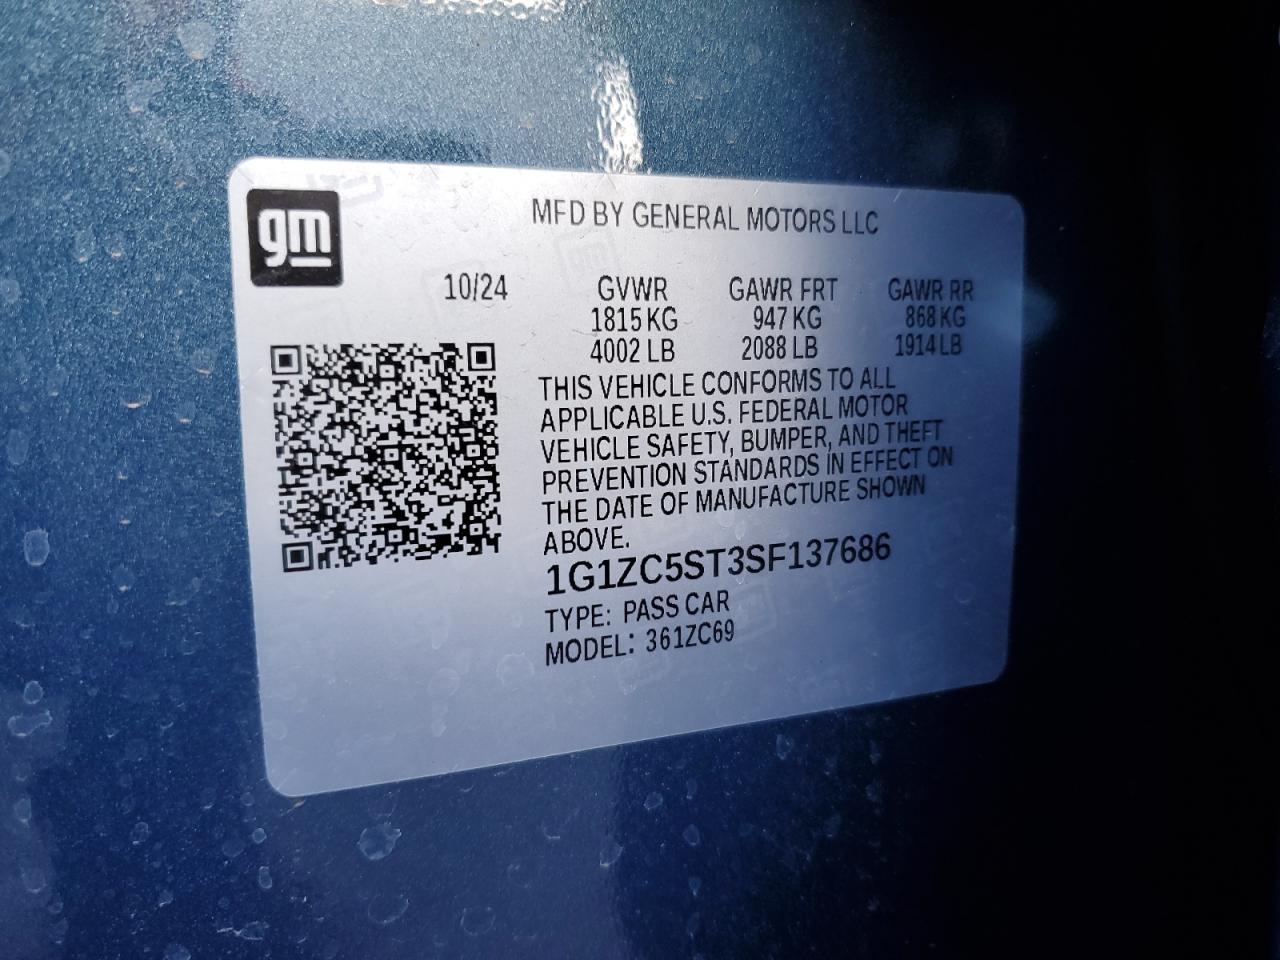 gm
MFD BY GENERAL MOTORS LLC
10/24 GVWR GAWR FRT GAWR RR
1815 KG 947 KG 868 KG
4002 LB 2088 LB 1914 LB
THIS VEHICLE CONFORMS TO ALL
APPLICABLE U.S. FEDERAL MOTOR
VEHICLE SAFETY, BUMPER, AND THEFT
PREVENTION STANDARDS IN EFFECT ON
THE DATE OF MANUFACTURE SHOWN
ABOVE.
1G1ZC5ST3SF137686
TYPE: PASS CAR
MODEL: 361ZC69